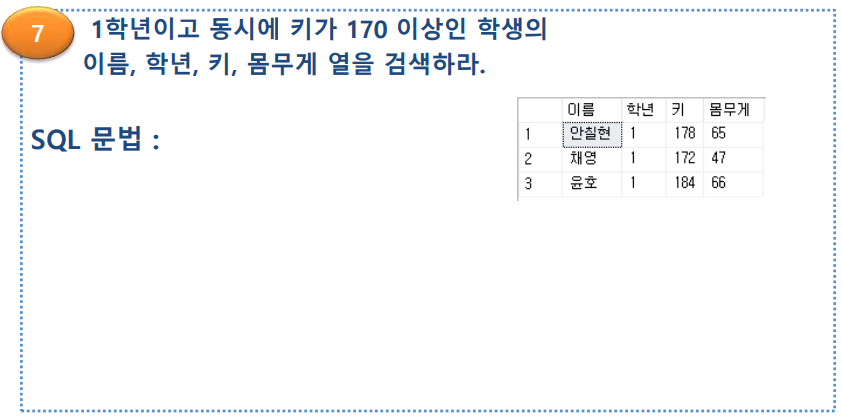 7
1학년이고 동시에 키가 170 이상인 학생의
이름, 학년, 키, 몸무게 열을 검색하라.
SQL 문법 :
이름 학년 키 몸무게
1 안칠현 1 178 65
2 채영 1 172 47
3 윤호 1 184 66